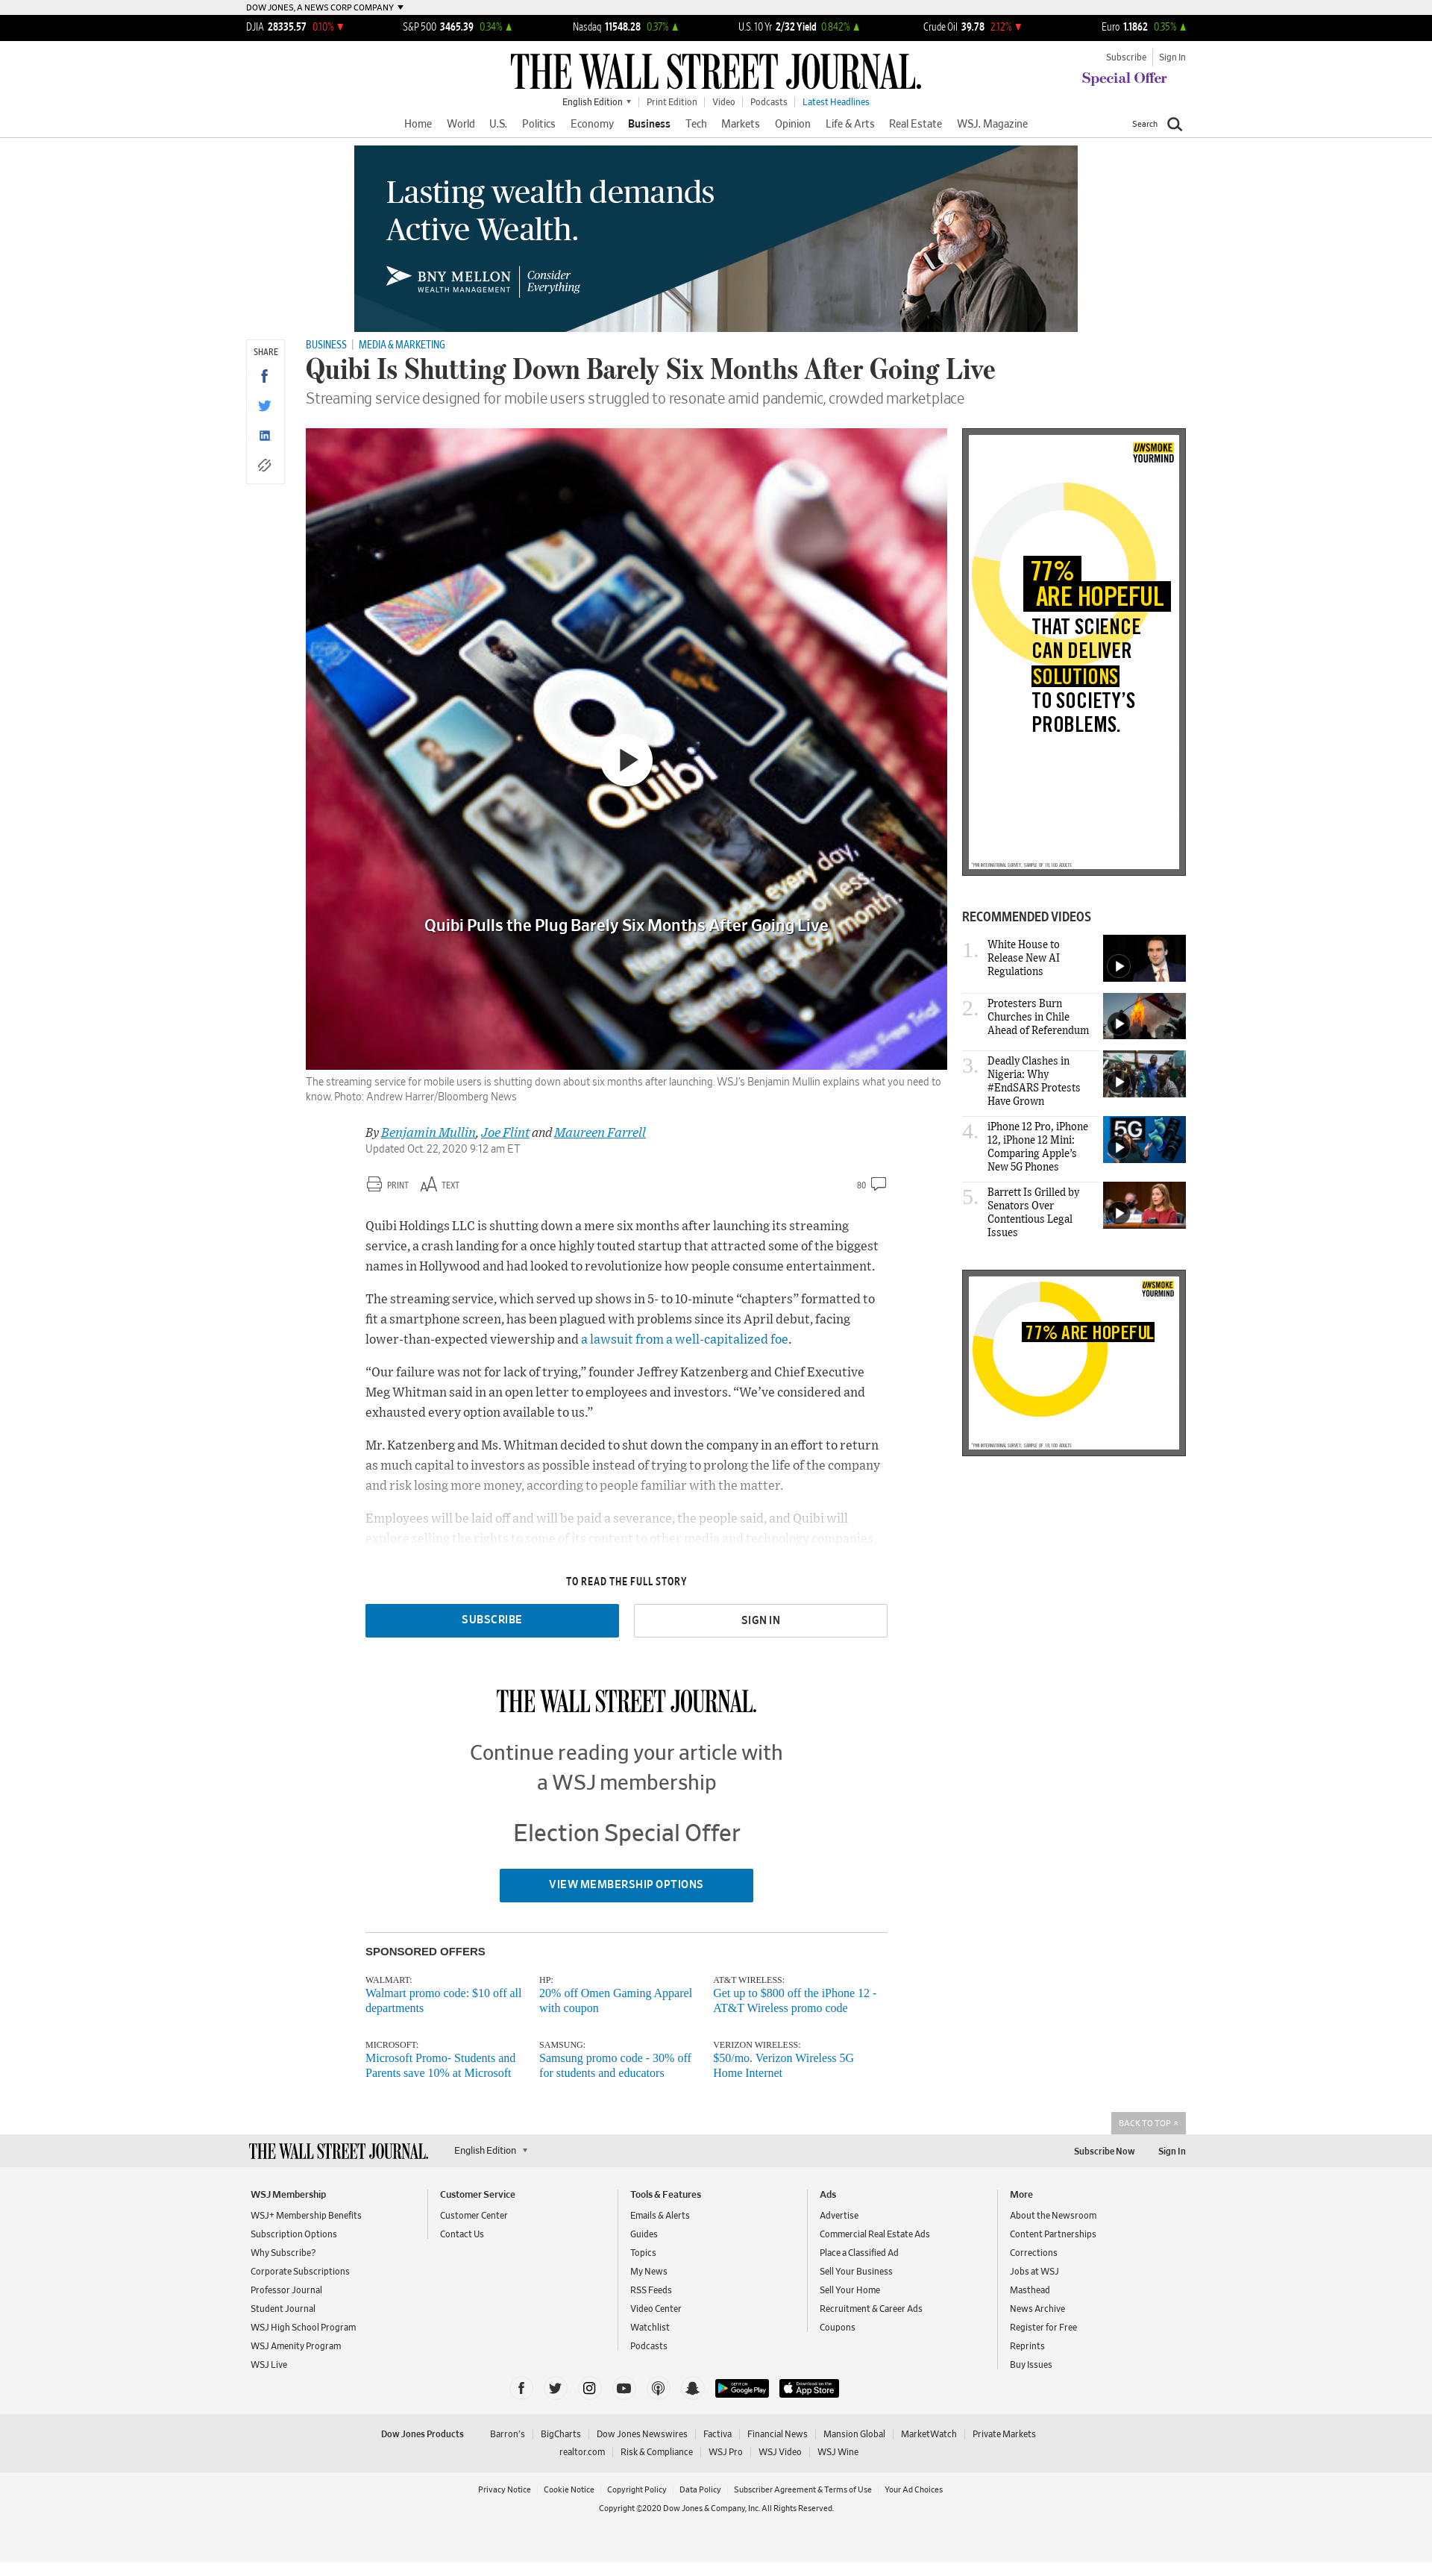 DOW JONES, A NEWS CORP COMPANY
DJIA 28335.57 0.10%
S&P 500 3465.39 0.34%
Nasdaq 11548.28 0.37%
U.S. 10 Yr 2/32 Yield 0.842%
Crude Oil 39.78 2.12%
Euro 1.1862 0.35%
THE WALL STREET JOURNAL.
Subscribe Sign In
Special Offer
English Edition Print Edition Video Podcasts Latest Headlines
Home World U.S. Politics Economy Business Tech Markets Opinion Life & Arts Real Estate WSJ. Magazine
Search
Lasting wealth demands
Active Wealth.
BNY MELLON
WEALTH MANAGEMENT
Consider
Everything
SHARE
BUSINESS MEDIA & MARKETING
Quibi Is Shutting Down Barely Six Months After Going Live
Streaming service designed for mobile users struggled to resonate amid pandemic, crowded marketplace
Quibi
New episodes every day,
Quibi Pulls the Plug Barely Six Months After Going Live
The streaming service for mobile users is shutting down about six months after launching. WSJ's Benjamin Mullin explains what you need to
know. Photo: Andrew Harrer/Bloomberg News
By Benjamin Mullin, Joe Flint and Maureen Farrell
Updated Oct. 22, 2020 9:12 am ET
PRINT TEXT
80
Quibi Holdings LLC is shutting down a mere six months after launching its streaming
service, a crash landing for a once highly touted startup that attracted some of the biggest
names in Hollywood and had looked to revolutionize how people consume entertainment.
The streaming service, which served up shows in 5- to 10-minute “chapters” formatted to
fit a smartphone screen, has been plagued with problems since its April debut, facing
lower-than-expected viewership and a lawsuit from a well-capitalized foe.
“Our failure was not for lack of trying,” founder Jeffrey Katzenberg and Chief Executive
Meg Whitman said in an open letter to employees and investors. “We’ve considered and
exhausted every option available to us.”
Mr. Katzenberg and Ms. Whitman decided to shut down the company in an effort to return
as much capital to investors as possible instead of trying to prolong the life of the company
and risk losing more money, according to people familiar with the matter.
Employees will be laid off and will be paid a severance, the people said, and Quibi will
explore selling the rights to some of its content to other media and technology companies.
TO READ THE FULL STORY
SUBSCRIBE
SIGN IN
THE WALL STREET JOURNAL.
Continue reading your article with
a WSJ membership
Election Special Offer
VIEW MEMBERSHIP OPTIONS
UNSMOKE
YOURMIND
77%
ARE HOPEFUL
THAT SCIENCE
CAN DELIVER
SOLUTIONS
TO SOCIETY'S
PROBLEMS.
*PMI INTERNATIONAL SURVEY. SAMPLE OF 19,100 ADULTS
RECOMMENDED VIDEOS
1. White House to
Release New AI
Regulations
2. Protesters Burn
Churches in Chile
Ahead of Referendum
3. Deadly Clashes in
Nigeria: Why
#EndSARS Protests
Have Grown
4. iPhone 12 Pro, iPhone
12, iPhone 12 Mini:
Comparing Apple’s
New 5G Phones
5G
5. Barrett Is Grilled by
Senators Over
Contentious Legal
Issues
UNSMOKE
YOURMIND
77% ARE HOPEFUL
*PMI INTERNATIONAL SURVEY. SAMPLE OF 19,100 ADULTS
SPONSORED OFFERS
WALMART:
Walmart promo code: $10 off all
departments
HP:
20% off Omen Gaming Apparel
with coupon
AT&T WIRELESS:
Get up to $800 off the iPhone 12 -
AT&T Wireless promo code
MICROSOFT:
Microsoft Promo- Students and
Parents save 10% at Microsoft
SAMSUNG:
Samsung promo code - 30% off
for students and educators
VERIZON WIRELESS:
$50/mo. Verizon Wireless 5G
Home Internet
BACK TO TOP
THE WALL STREET JOURNAL.
English Edition
Subscribe Now Sign In
WSJ Membership
WSJ+ Membership Benefits
Subscription Options
Why Subscribe?
Corporate Subscriptions
Professor Journal
Student Journal
WSJ High School Program
WSJ Amenity Program
WSJ Live
Customer Service
Customer Center
Contact Us
Tools & Features
Emails & Alerts
Guides
Topics
My News
RSS Feeds
Video Center
Watchlist
Podcasts
Ads
Advertise
Commercial Real Estate Ads
Place a Classified Ad
Sell Your Business
Sell Your Home
Recruitment & Career Ads
Coupons
More
About the Newsroom
Content Partnerships
Corrections
Jobs at WSJ
Masthead
News Archive
Register for Free
Reprints
Buy Issues
GET IT ON
Google Play
Download on the
App Store
Dow Jones Products Barron's BigCharts Dow Jones Newswires Factiva Financial News Mansion Global MarketWatch Private Markets
realtor.com Risk & Compliance WSJ Pro WSJ Video WSJ Wine
Privacy Notice Cookie Notice Copyright Policy Data Policy Subscriber Agreement & Terms of Use Your Ad Choices
Copyright ©2020 Dow Jones & Company, Inc. All Rights Reserved.